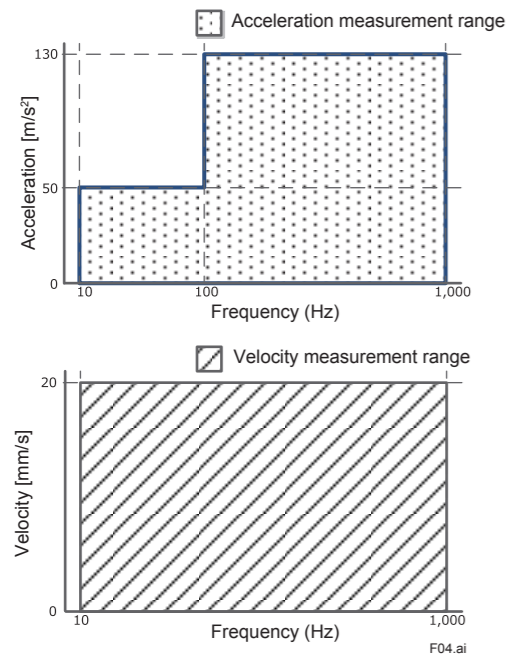 Acceleration measurement range
130
50
0
Acceleration [m/s²]
10 100 1,000
Frequency (Hz)
Velocity measurement range
20
0
Velocity [mm/s]
10 1,000
Frequency (Hz)
F04.ai